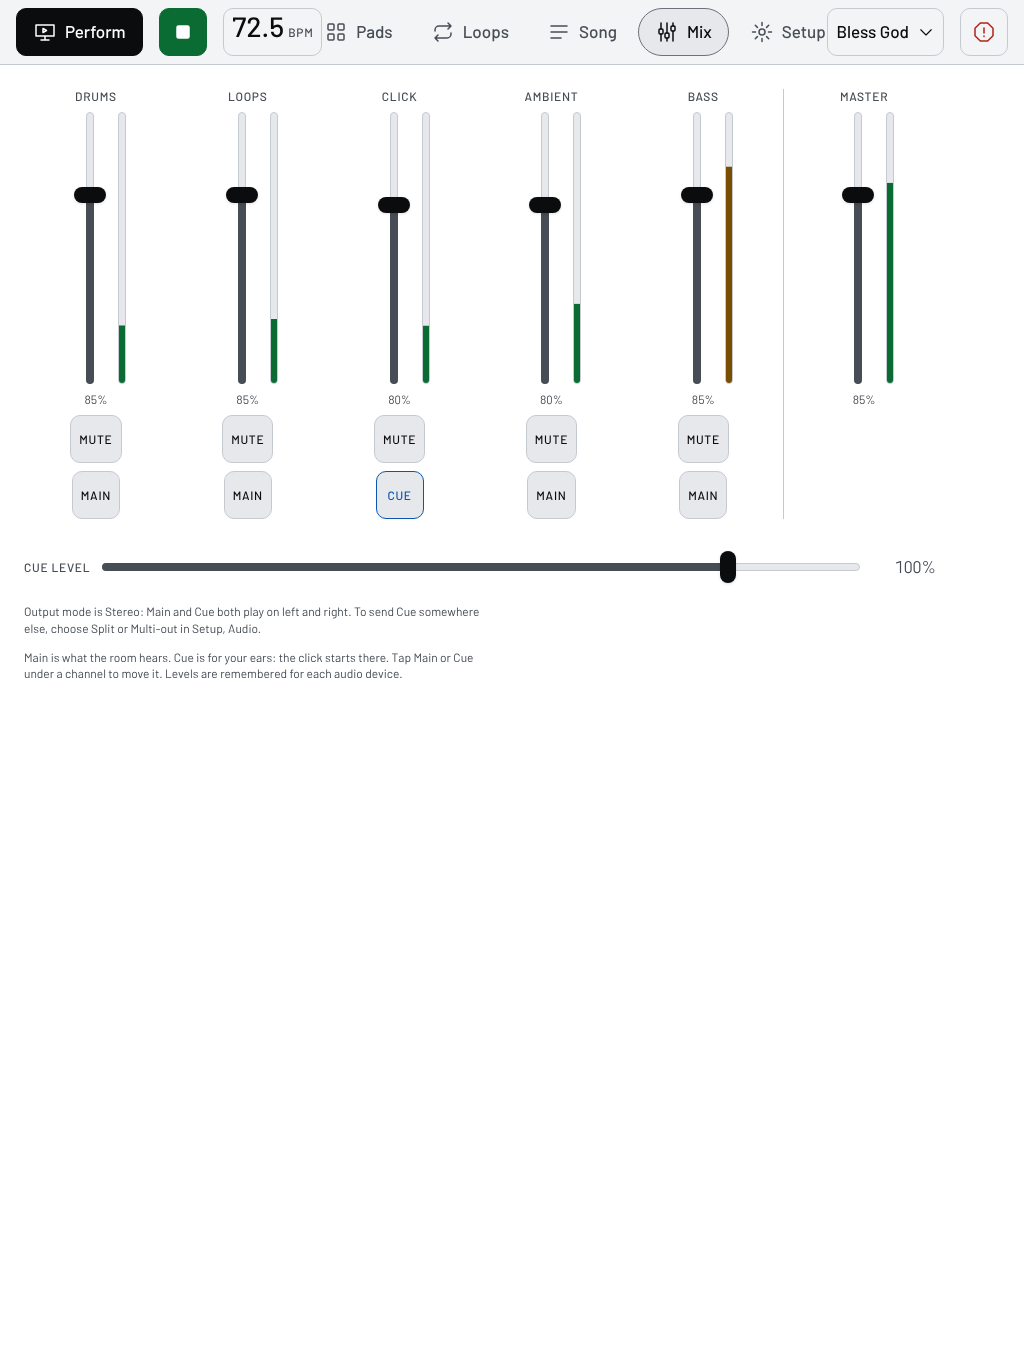 Perform
72.5 BPM
Pads
Loops
Song
Mix
Setup
Bless God
DRUMS
LOOPS
CLICK
AMBIENT
BASS
MASTER
85%
85%
80%
80%
85%
85%
MUTE
MUTE
MUTE
MUTE
MUTE
MAIN
MAIN
CUE
MAIN
MAIN
CUE LEVEL
100%
Output mode is Stereo: Main and Cue both play on left and right. To send Cue somewhere
else, choose Split or Multi-out in Setup, Audio.
Main is what the room hears. Cue is for your ears: the click starts there. Tap Main or Cue
under a channel to move it. Levels are remembered for each audio device.